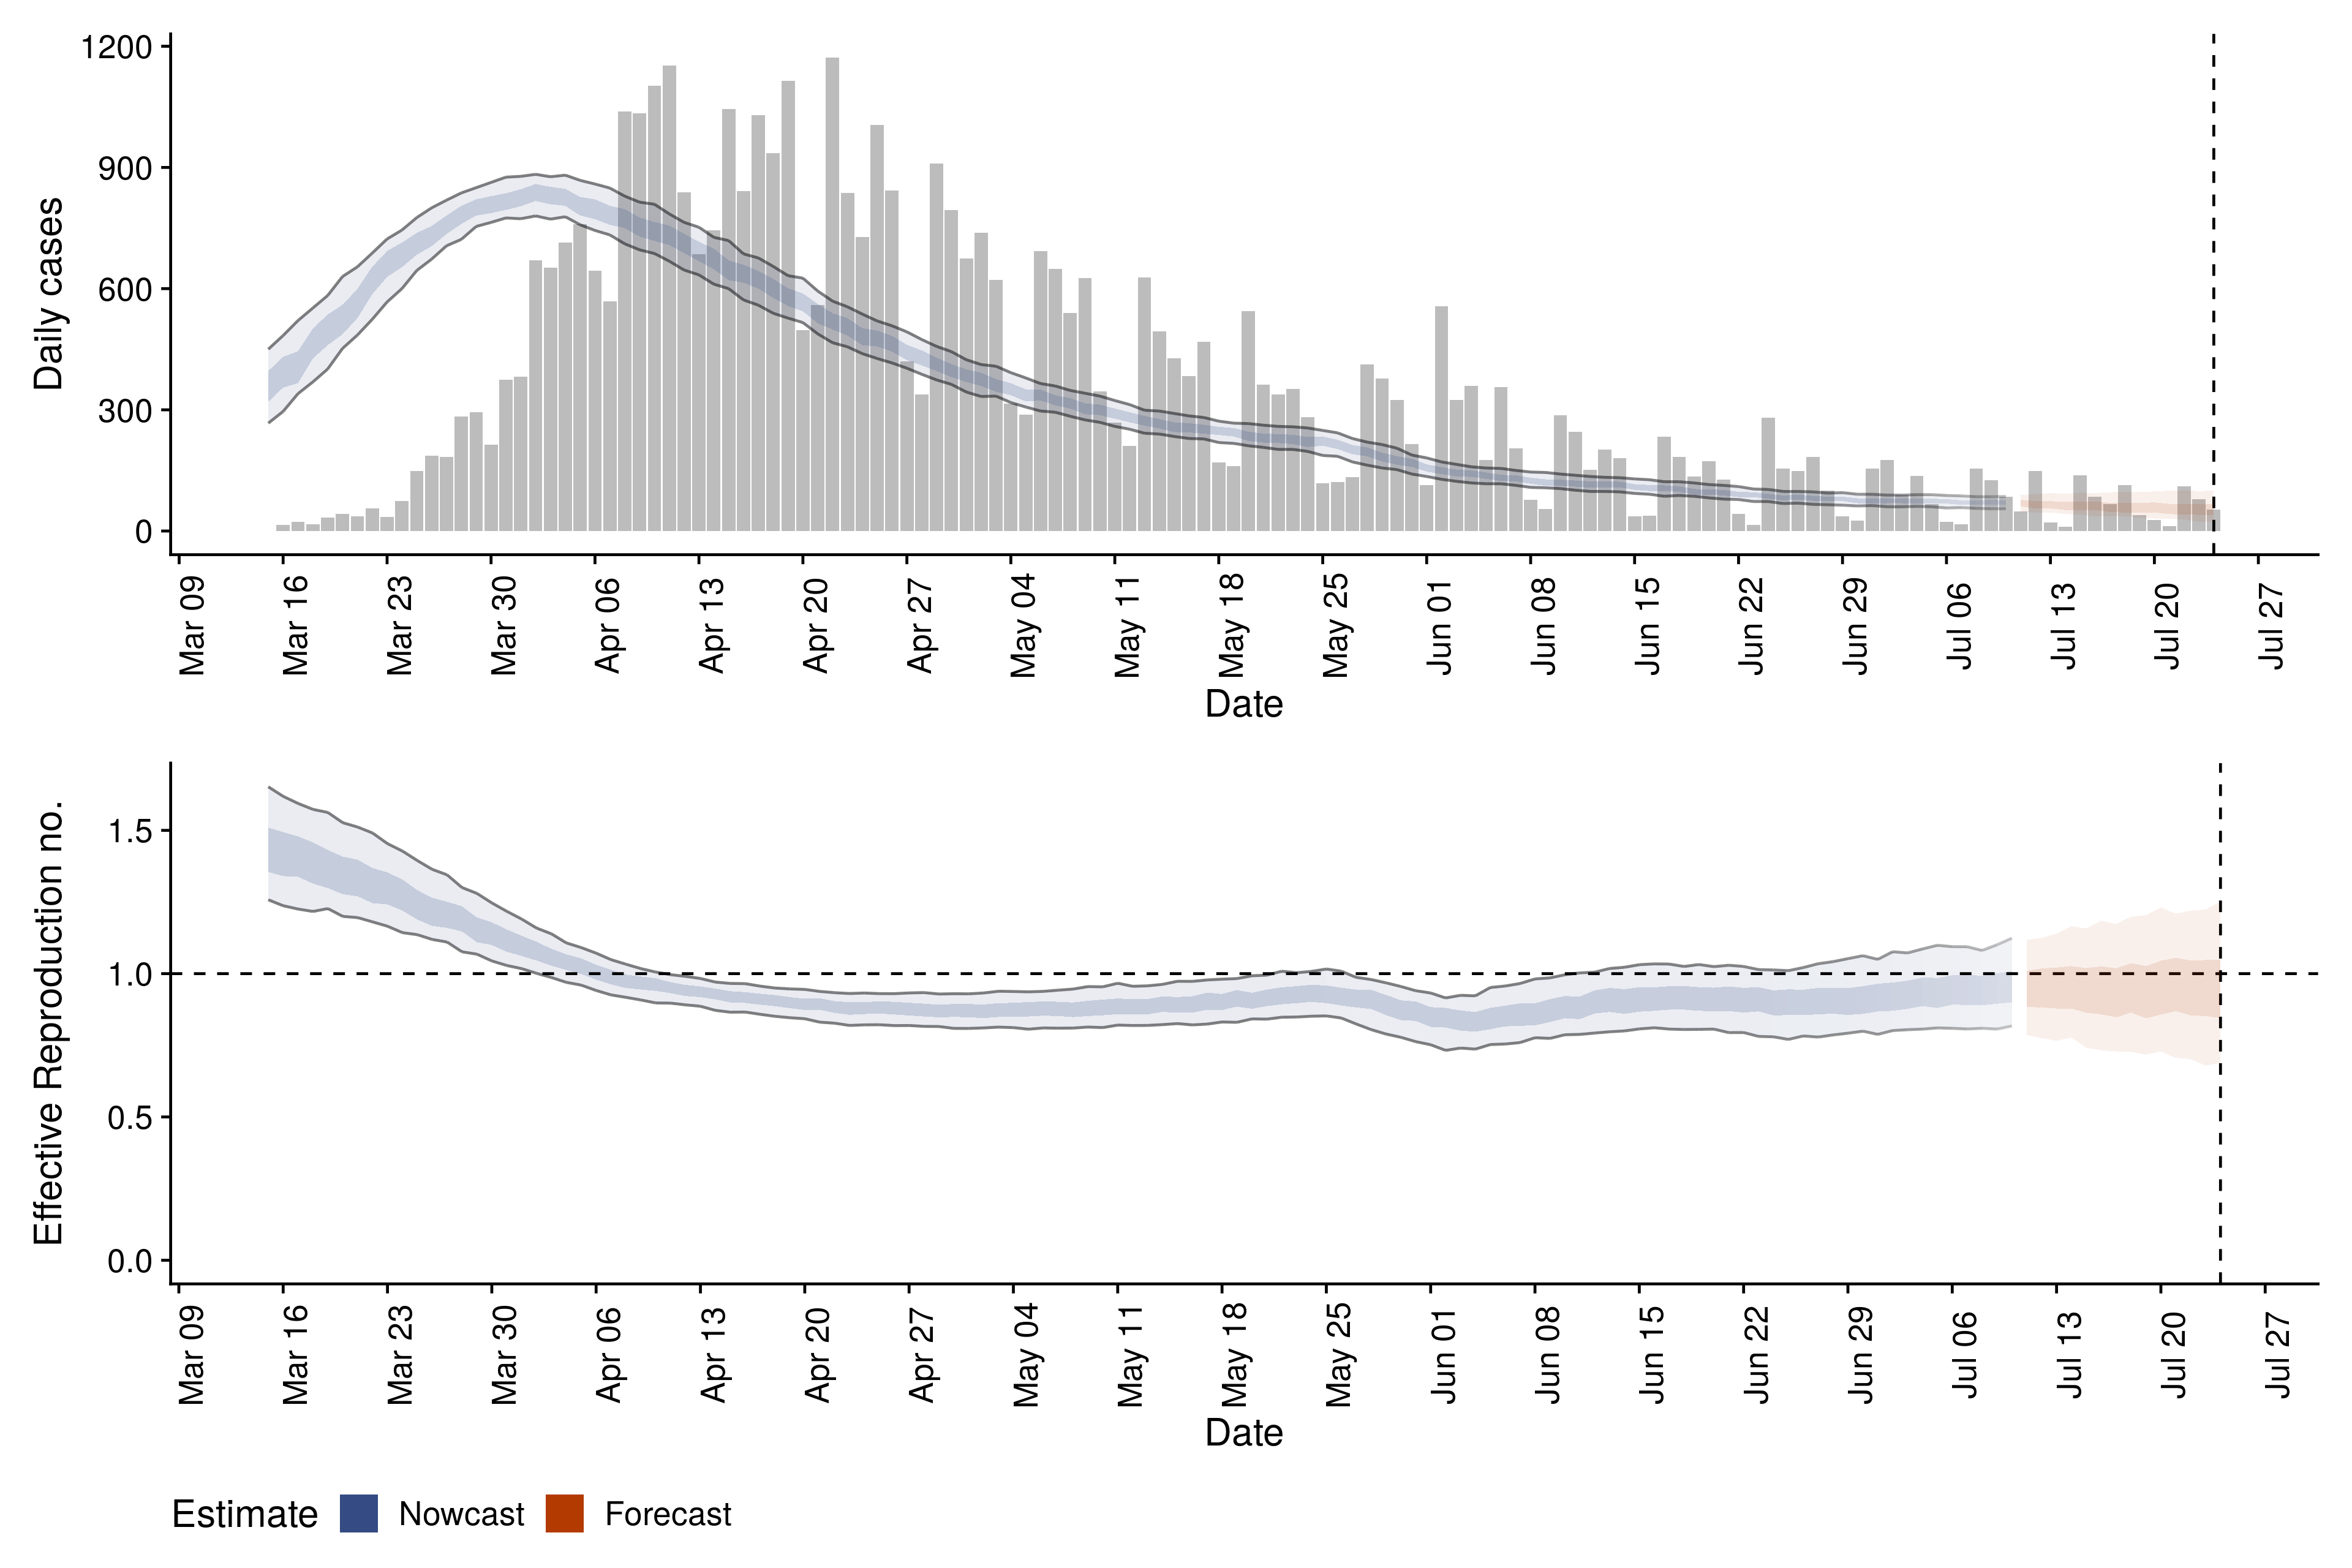 Daily cases
1200
900
600
300
0
Mar 09 Mar 16 Mar 23 Mar 30 Apr 06 Apr 13 Apr 20 Apr 27 May 04 May 11 May 18 May 25 Jun 01 Jun 08 Jun 15 Jun 22 Jun 29 Jul 06 Jul 13 Jul 20 Jul 27
Date
Effective Reproduction no.
1.5
1.0
0.5
0.0
Mar 09 Mar 16 Mar 23 Mar 30 Apr 06 Apr 13 Apr 20 Apr 27 May 04 May 11 May 18 May 25 Jun 01 Jun 08 Jun 15 Jun 22 Jun 29 Jul 06 Jul 13 Jul 20 Jul 27
Date
Estimate Nowcast Forecast